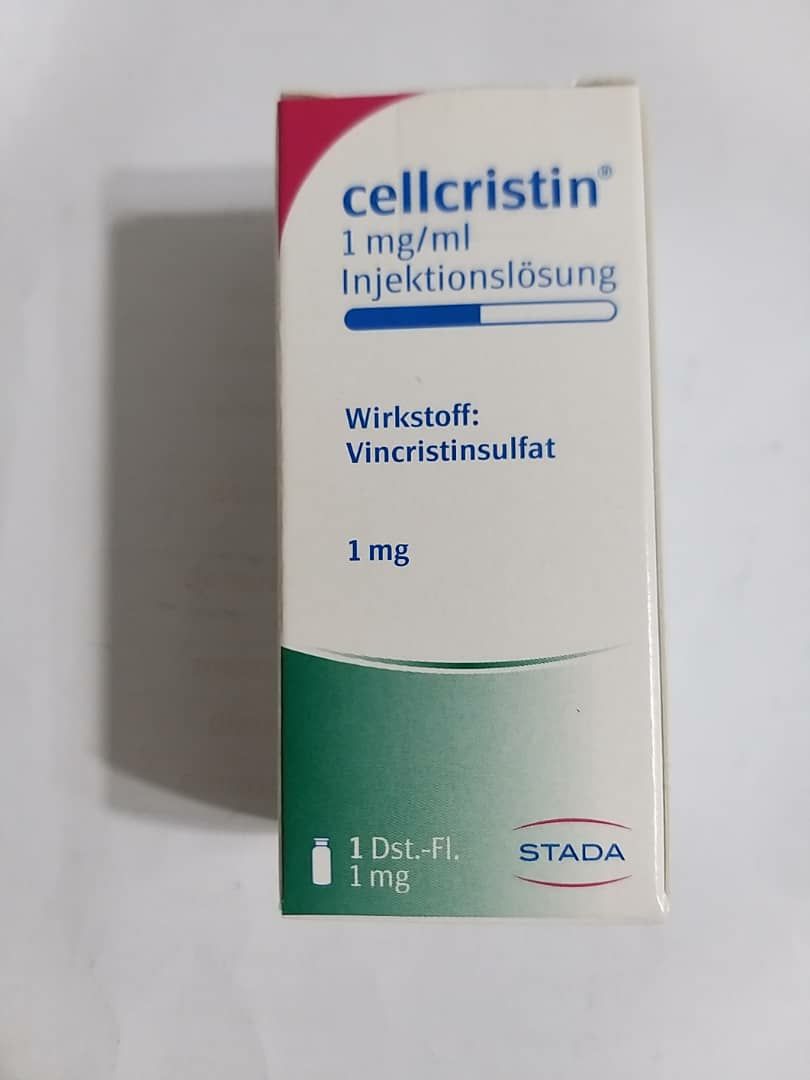 cellcristin®
1 mg/ml
Injektionslösung
Wirkstoff:
Vincristinsulfat
1 mg
1 Dst.-Fl.
1 mg
STADA